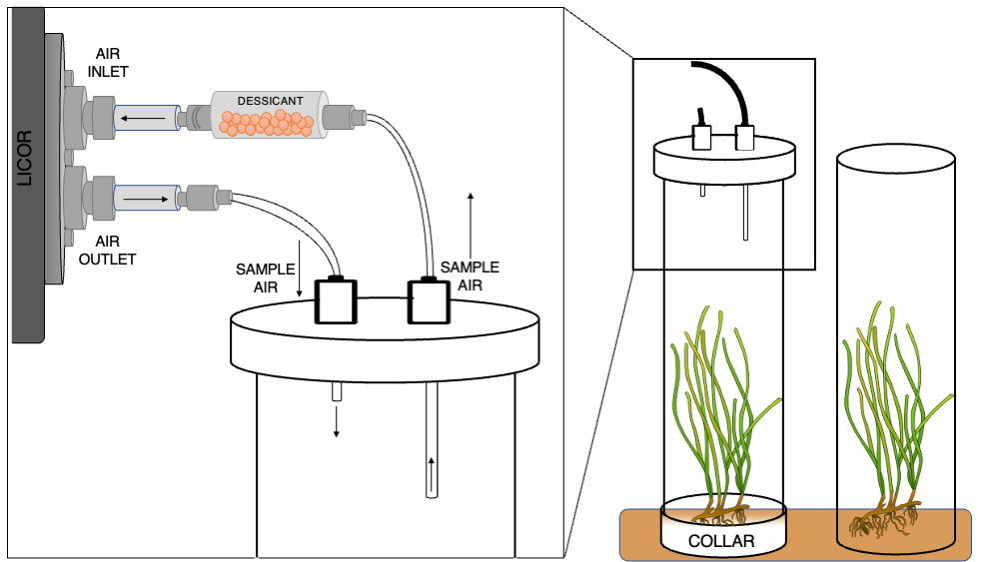 LICOR
AIR
INLET
DESSICANT
AIR
OUTLET
SAMPLE
AIR
SAMPLE
AIR
COLLAR